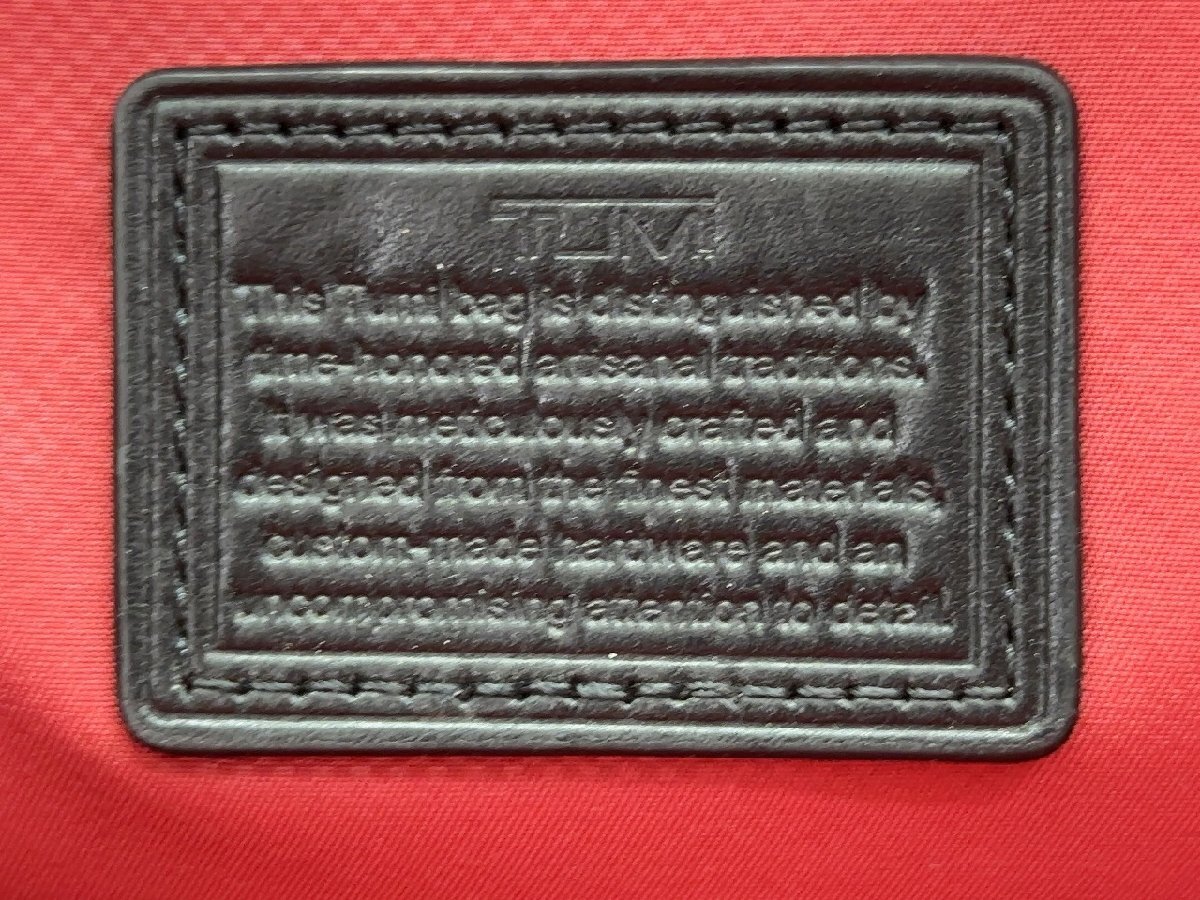 TUMI
This Tumi bag is distinguished by
time-honored artisanal traditions.
It was meticulously crafted and
designed from the finest materials,
custom-made hardware and an
uncompromising attention to detail.